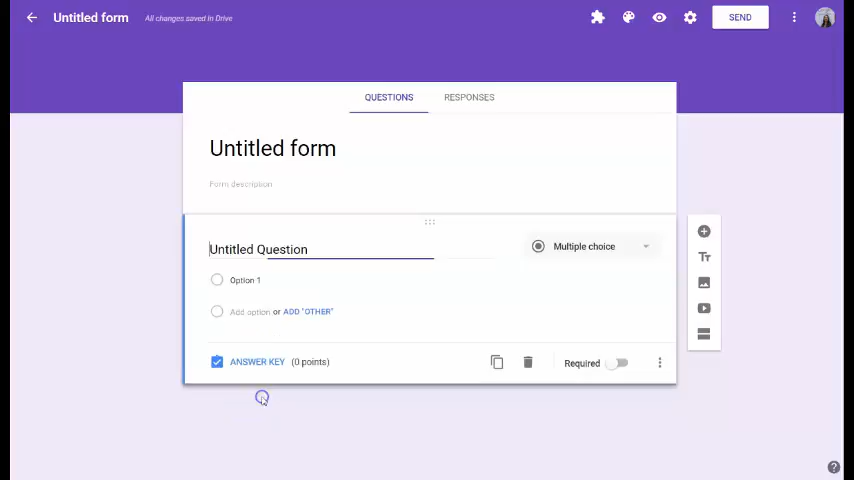 Untitled form All changes saved in Drive SEND
QUESTIONS RESPONSES
Untitled form
Form description
Untitled Question Multiple choice
Option 1
Add option or ADD "OTHER"
ANSWER KEY (0 points) Required